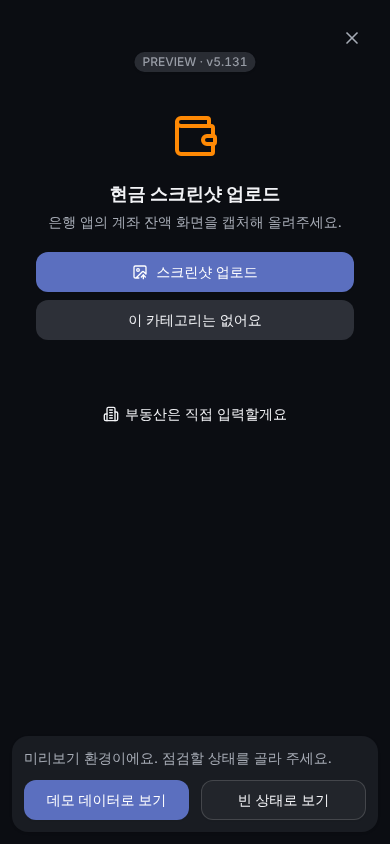 PREVIEW · v5.131
현금 스크린샷 업로드
은행 앱의 계좌 잔액 화면을 캡처해 올려주세요.
스크린샷 업로드
이 카테고리는 없어요
부동산은 직접 입력할게요
미리보기 환경이에요. 점검할 상태를 골라 주세요.
데모 데이터로 보기
빈 상태로 보기